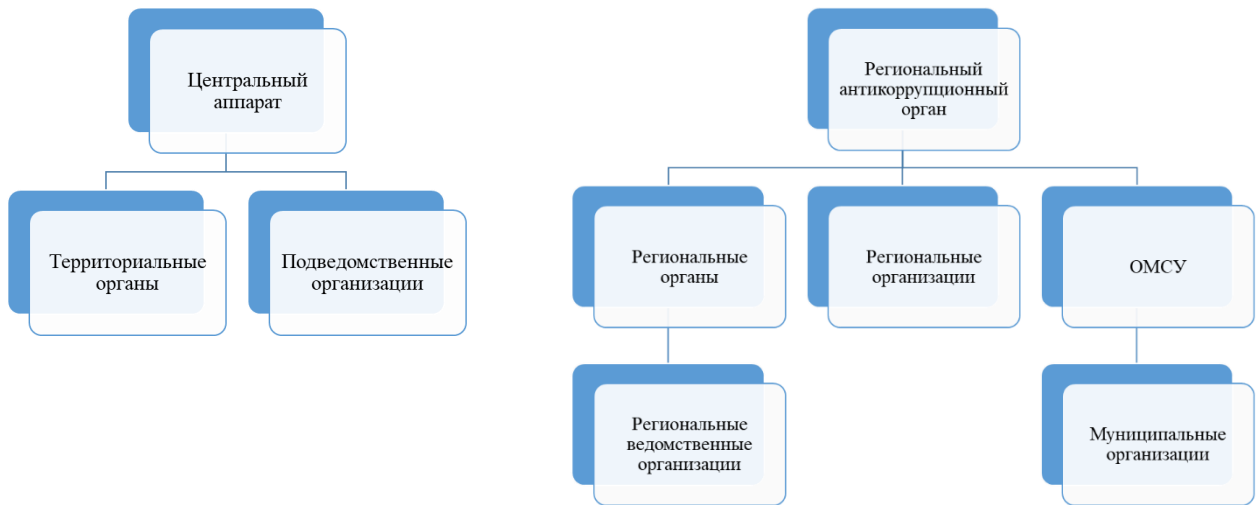 Центральный
аппарат
Территориальные
органы
Подведомственные
организации
Региональный
антикоррупционный
орган
Региональные
органы
Региональные
организации
ОМСУ
Региональные
ведомственные
организации
Муниципальные
организации